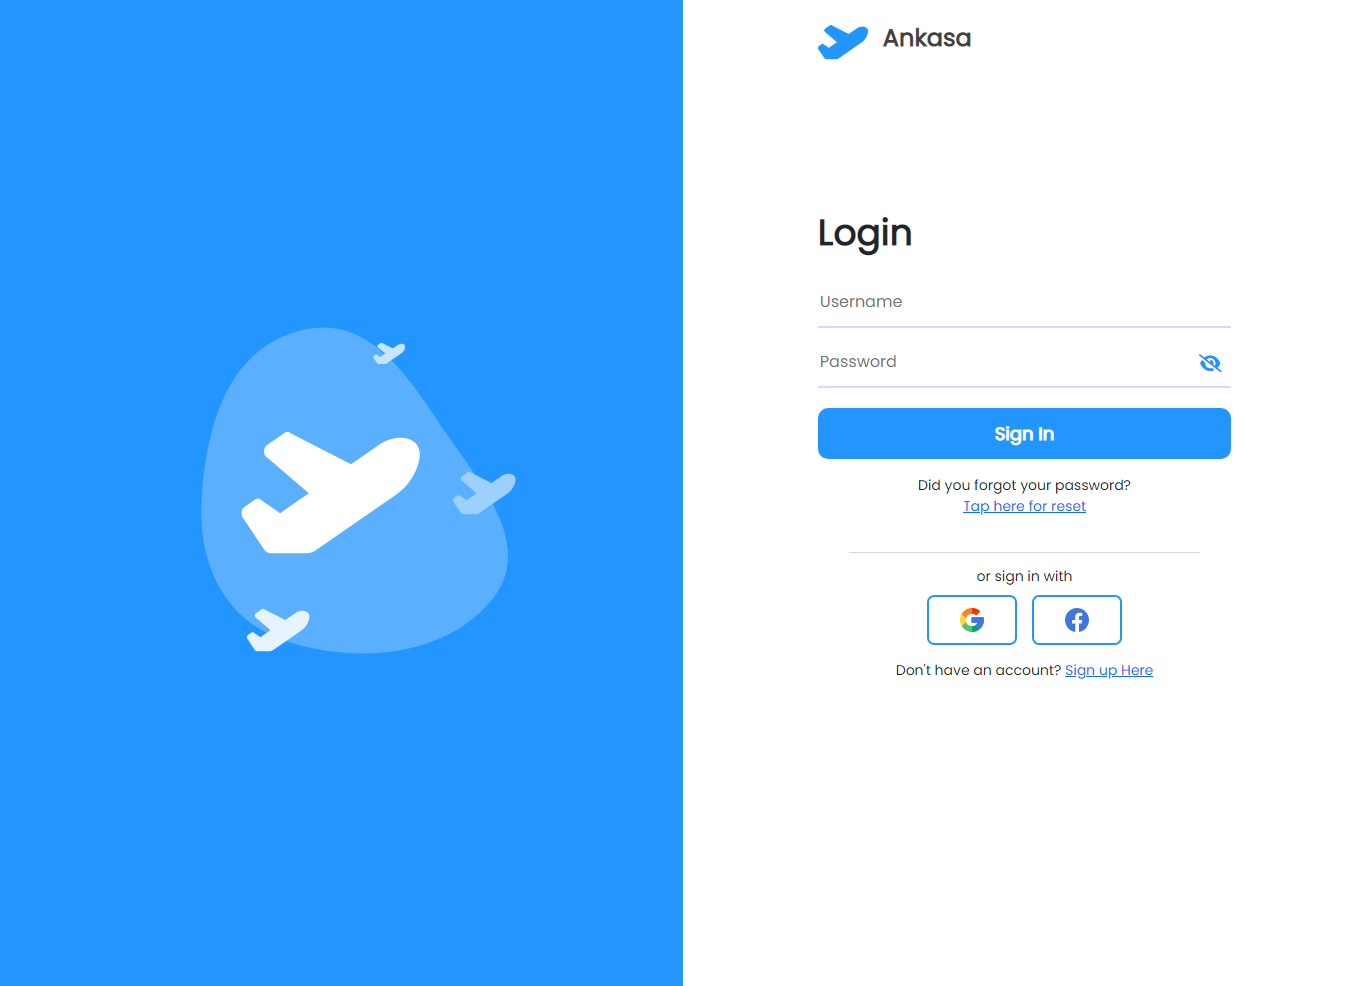 Ankasa
Login
Username
Password
Sign In
Did you forgot your password?
Tap here for reset
or sign in with
Don't have an account? Sign up Here